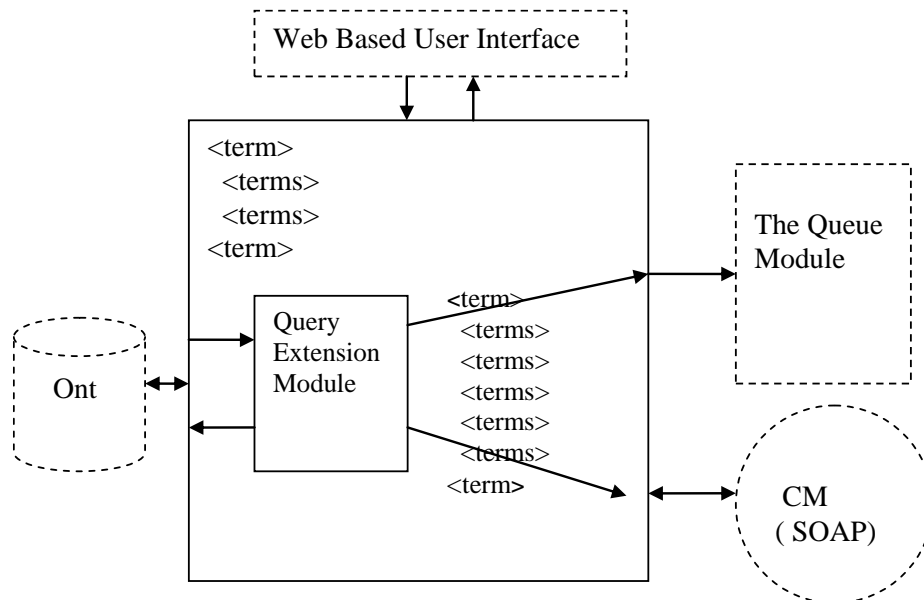 Web Based User Interface
<term>
<terms>
<terms>
<term>
The Queue
Module
<term>
<terms>
<terms>
<terms>
<terms>
<terms>
<term>
Query
Extension
Module
Ont
CM
( SOAP)